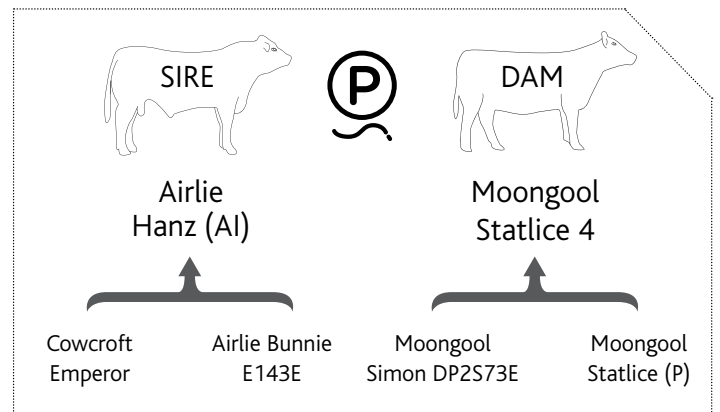 SIRE
P
DAM
Airlie
Hanz (AI)
Moongool
Statlice 4
Cowcroft
Emperor
Airlie Bunnie
E143E
Moongool
Simon DP2S73E
Moongool
Statlice (P)